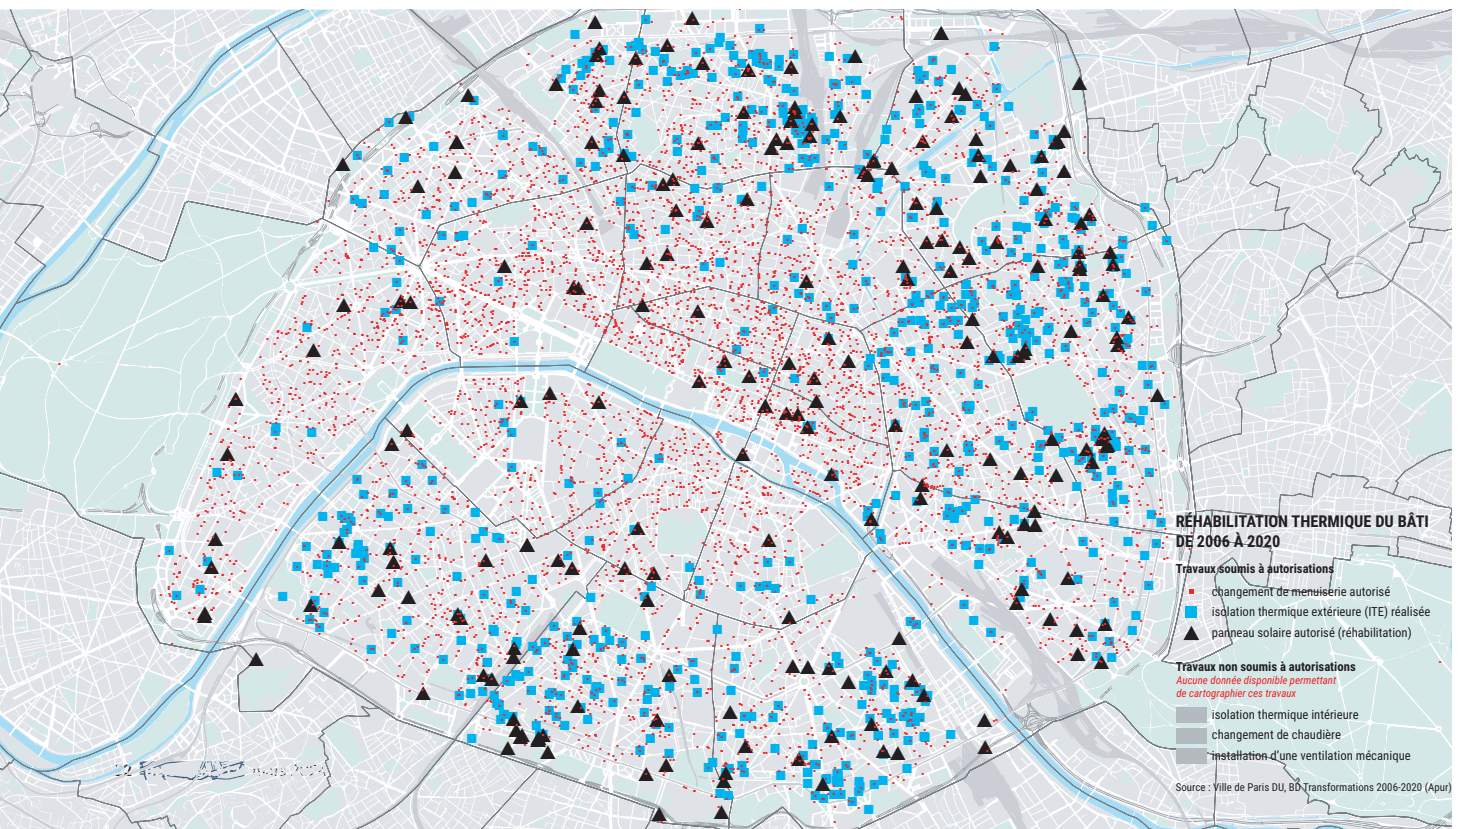 RÉHABILITATION THERMIQUE DU BÂTI
DE 2006 À 2020
Travaux soumis à autorisations
changement de menuiserie autorisé
isolation thermique extérieure (ITE) réalisée
panneau solaire autorisé (réhabilitation)
Travaux non soumis à autorisations
Aucune donnée disponible permettant
de cartographier ces travaux
isolation thermique intérieure
changement de chaudière
installation d'une ventilation mécanique
Source : Ville de Paris DU, BD Transformations 2006-2020 (Apur)